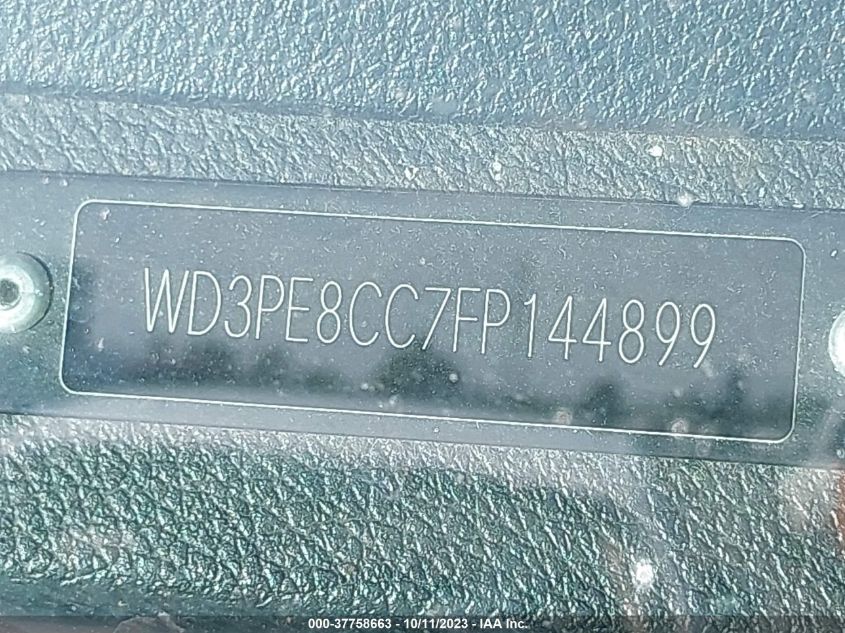 WD3PE8CC7FP144899
000-37758663 - 10/11/2023 - IAA Inc.